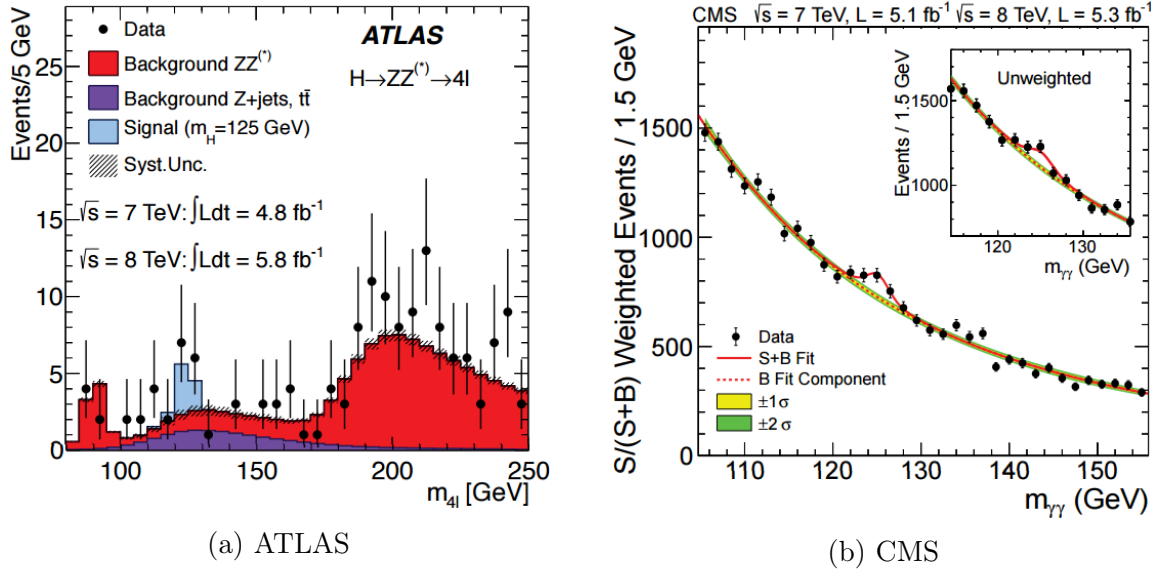 Events/5 GeV
25
20
15
10
5
0
Data
Background ZZ(*)
Background Z+jets, tt̄
Signal (mH=125 GeV)
Syst.Unc.
ATLAS
H→ZZ(*)→4l
√s = 7 TeV: ∫Ldt = 4.8 fb⁻¹
√s = 8 TeV: ∫Ldt = 5.8 fb⁻¹
100 150 200 250
m4l [GeV]
(a) ATLAS
CMS √s = 7 TeV, L = 5.1 fb⁻¹ √s = 8 TeV, L = 5.3 fb⁻¹
S/(S+B) Weighted Events / 1.5 GeV
1500
1000
500
0
Unweighted
Events / 1.5 GeV
1500
1000
120 130
mγγ (GeV)
Data
S+B Fit
B Fit Component
±1σ
±2 σ
110 120 130 140 150
mγγ (GeV)
(b) CMS